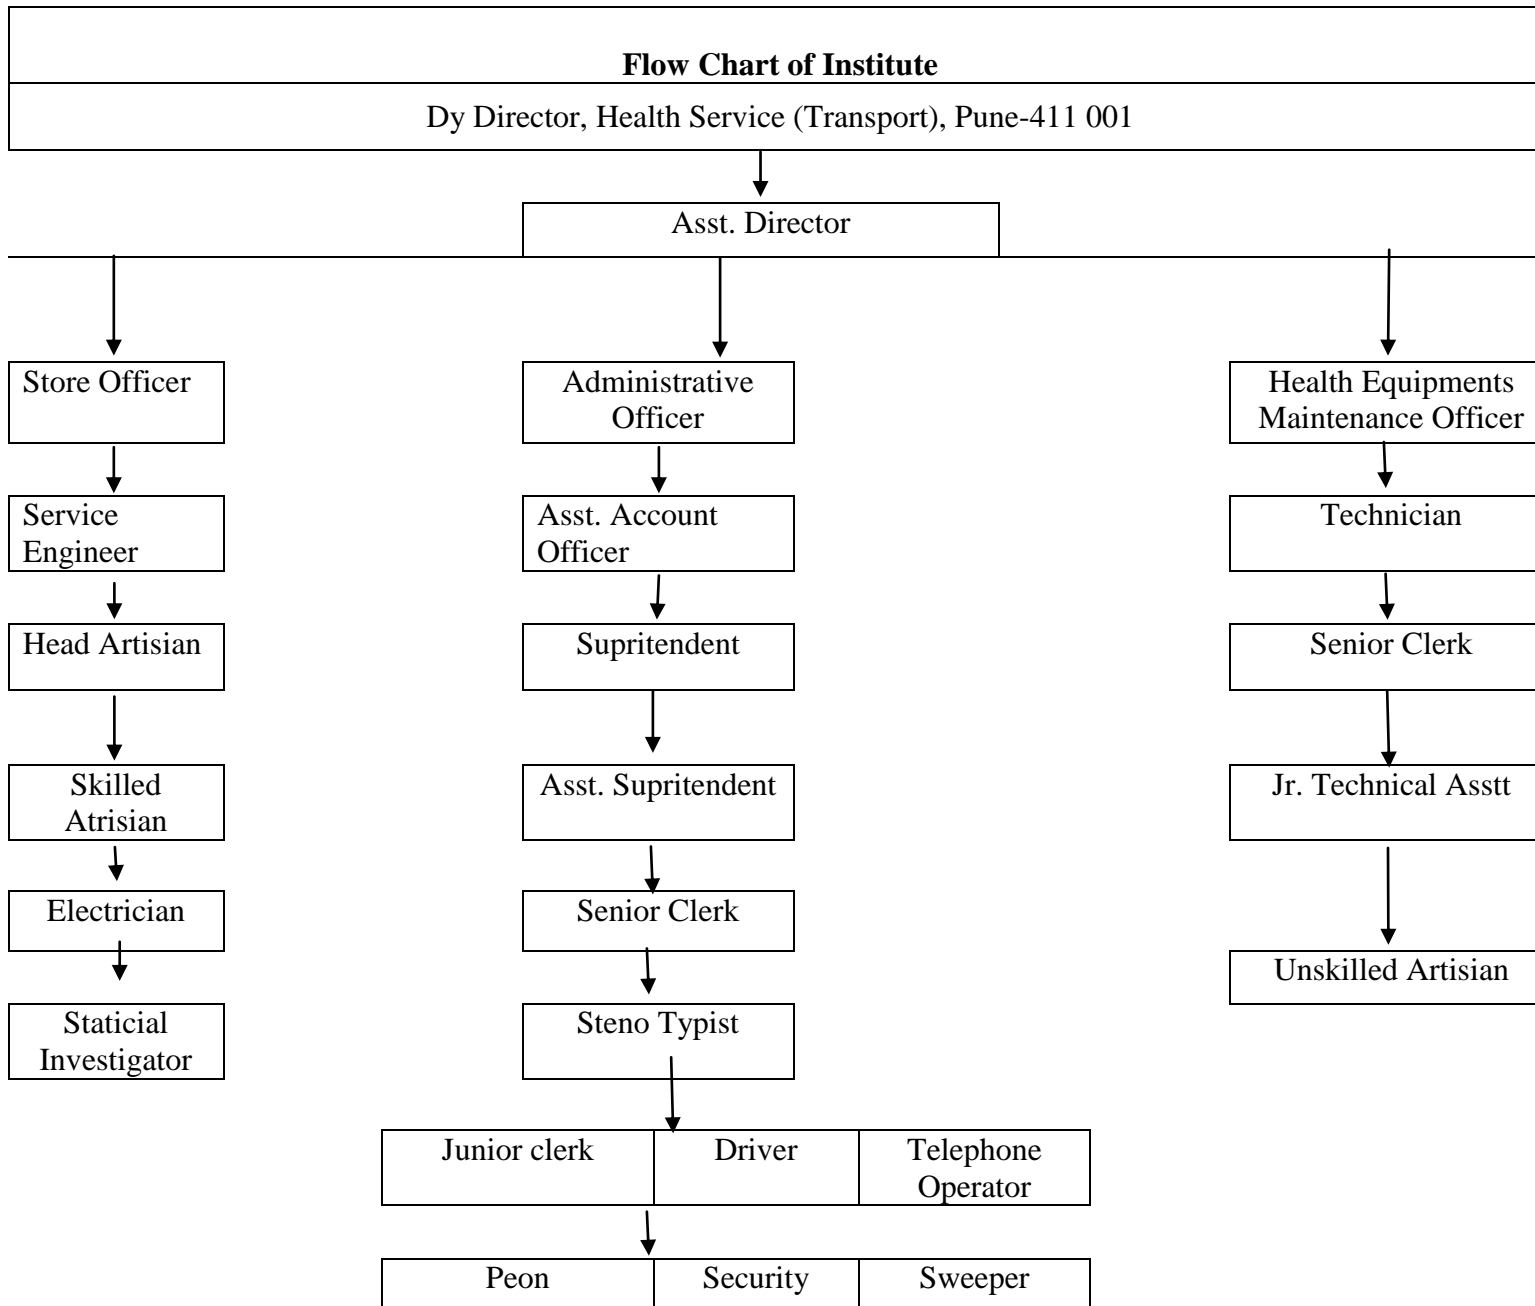 Flow Chart of Institute
Dy Director, Health Service (Transport), Pune-411 001
Asst. Director
Store Officer
Administrative
Officer
Health Equipments
Maintenance Officer
Service
Engineer
Asst. Account
Officer
Technician
Head Artisian
Supritendent
Senior Clerk
Skilled
Atrisian
Asst. Supritendent
Jr. Technical Asstt
Electrician
Senior Clerk
Unskilled Artisian
Staticial
Investigator
Steno Typist
Junior clerk
Driver
Telephone
Operator
Peon
Security
Sweeper